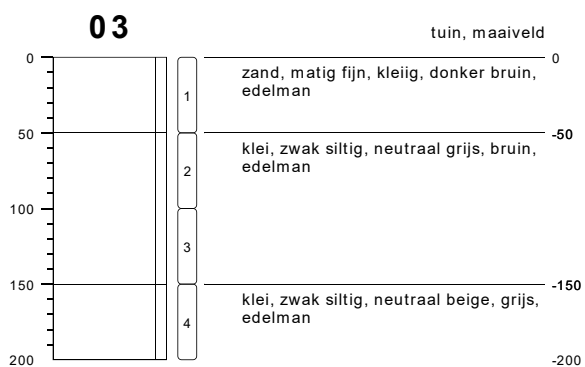 03
tuin, maaiveld
0
0
zand, matig fijn, kleiig, donker bruin,
edelman
1
50
-50
klei, zwak siltig, neutraal grijs, bruin,
edelman
2
100
3
150
-150
klei, zwak siltig, neutraal beige, grijs,
edelman
4
200
-200